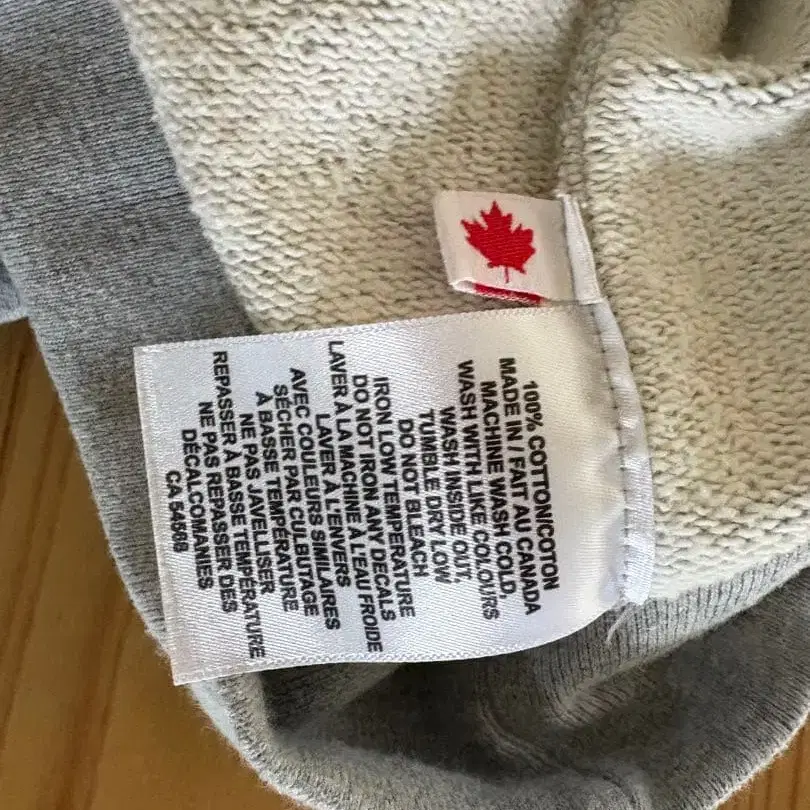 100% COTTON/COTON
MADE IN / FAIT AU CANADA
MACHINE WASH COLD,
WASH WITH LIKE COLOURS
WASH INSIDE OUT,
TUMBLE DRY LOW
DO NOT BLEACH
IRON LOW TEMPERATURE
DO NOT IRON ANY DECALS
LAVER À LA MACHINE À L'EAU FROIDE
LAVER À L'ENVERS
AVEC COULEURS SIMILAIRES
SÉCHER PAR CULBUTAGE
À BASSE TEMPÉRATURE
NE PAS JAVELLISER
REPASSER À BASSE TEMPÉRATURE
NE PAS REPASSER DES
DÉCALCOMANIES
CA 54568